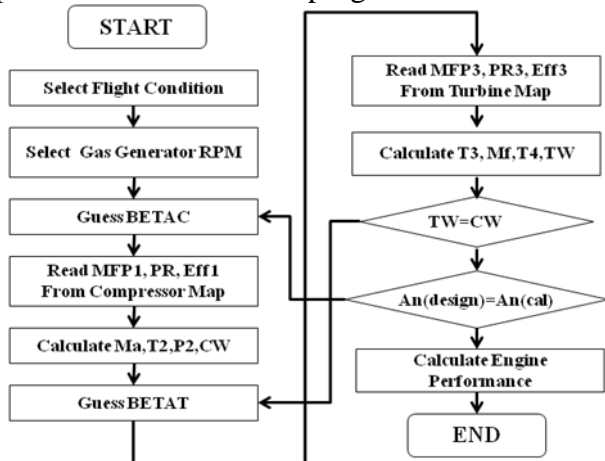 START
Select Flight Condition
Select Gas Generator RPM
Guess BETAC
Read MFP1, PR, Eff1
From Compressor Map
Calculate Ma,T2,P2,CW
Guess BETAT
Read MFP3, PR3, Eff3
From Turbine Map
Calculate T3, Mf,T4,TW
TW=CW
An(design)=An(cal)
Calculate Engine
Performance
END